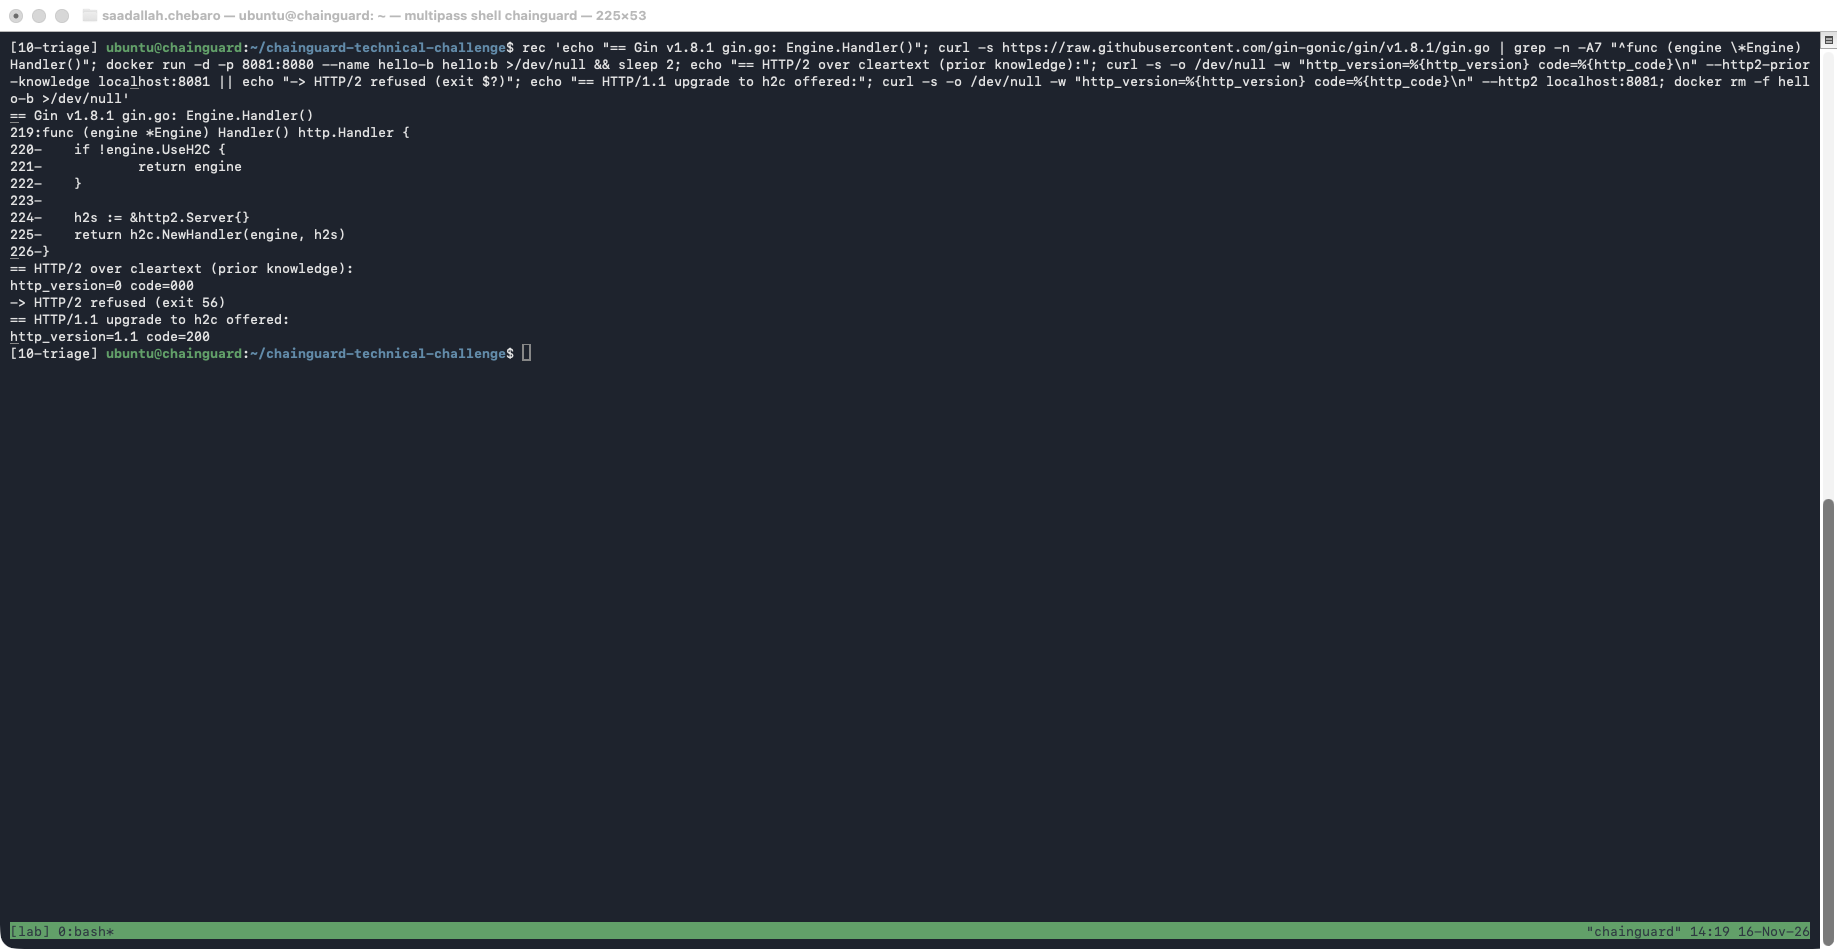 saadallah.chebaro — ubuntu@chainguard: ~ — multipass shell chainguard — 225×53
[10-triage] ubuntu@chainguard:~/chainguard-technical-challenge$ rec 'echo "== Gin v1.8.1 gin.go: Engine.Handler()"; curl -s https://raw.githubusercontent.com/gin-gonic/gin/v1.8.1/gin.go | grep -n -A7 "^func (engine \*Engine)
Handler()"; docker run -d -p 8081:8080 --name hello-b hello:b >/dev/null && sleep 2; echo "== HTTP/2 over cleartext (prior knowledge):"; curl -s -o /dev/null -w "http_version=%{http_version} code=%{http_code}\n" --http2-prior
-knowledge localhost:8081 || echo "-> HTTP/2 refused (exit $?)"; echo "== HTTP/1.1 upgrade to h2c offered:"; curl -s -o /dev/null -w "http_version=%{http_version} code=%{http_code}\n" --http2 localhost:8081; docker rm -f hell
o-b >/dev/null'
== Gin v1.8.1 gin.go: Engine.Handler()
219:func (engine *Engine) Handler() http.Handler {
220-    if !engine.UseH2C {
221-            return engine
222-    }
223-
224-    h2s := &http2.Server{}
225-    return h2c.NewHandler(engine, h2s)
226-}
== HTTP/2 over cleartext (prior knowledge):
http_version=0 code=000
-> HTTP/2 refused (exit 56)
== HTTP/1.1 upgrade to h2c offered:
http_version=1.1 code=200
[10-triage] ubuntu@chainguard:~/chainguard-technical-challenge$
[lab] 0:bash* "chainguard" 14:19 16-Nov-26